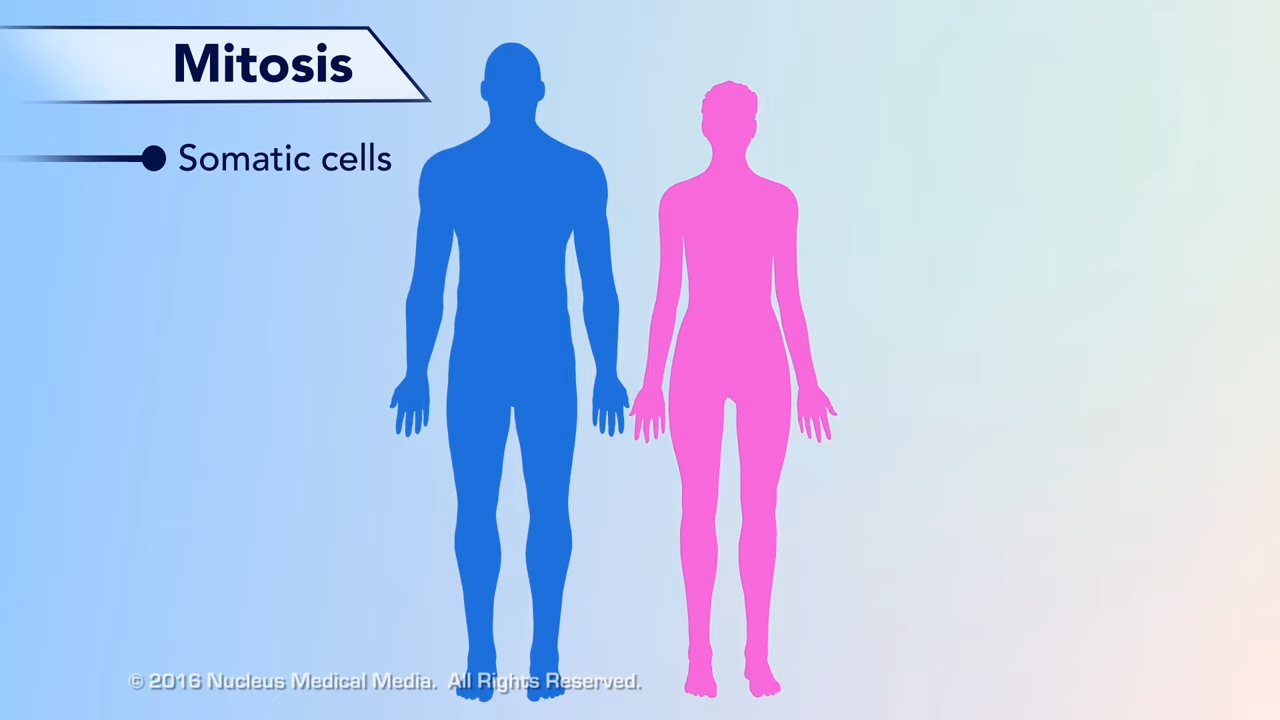 Mitosis
Somatic cells
© 2016 Nucleus Medical Media. All Rights Reserved.